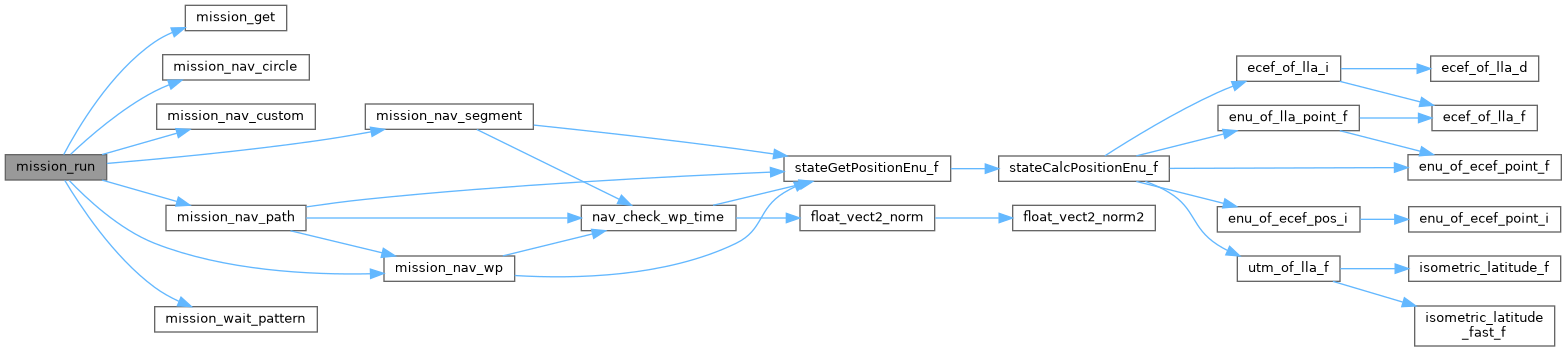 mission_run
mission_get
mission_nav_circle
mission_nav_custom
mission_nav_segment
mission_nav_path
mission_nav_wp
mission_wait_pattern
nav_check_wp_time
stateGetPositionEnu_f
float_vect2_norm
stateCalcPositionEnu_f
float_vect2_norm2
ecef_of_lla_i
enu_of_lla_point_f
enu_of_ecef_pos_i
utm_of_lla_f
ecef_of_lla_d
ecef_of_lla_f
enu_of_ecef_point_f
enu_of_ecef_point_i
isometric_latitude_f
isometric_latitude
_fast_f